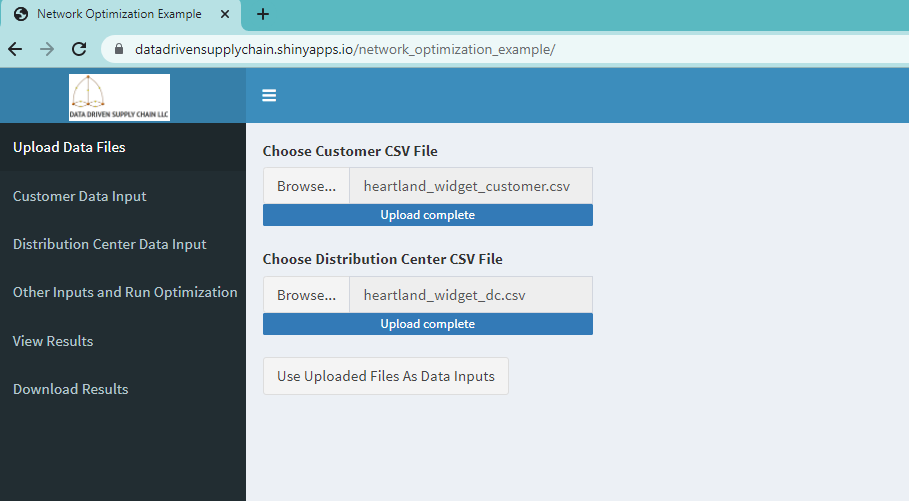 Network Optimization Example
datadrivensupplychain.shinyapps.io/network_optimization_example/
DATA DRIVEN SUPPLY CHAIN LLC
Upload Data Files
Customer Data Input
Distribution Center Data Input
Other Inputs and Run Optimization
View Results
Download Results
Choose Customer CSV File
Browse... heartland_widget_customer.csv
Upload complete
Choose Distribution Center CSV File
Browse... heartland_widget_dc.csv
Upload complete
Use Uploaded Files As Data Inputs